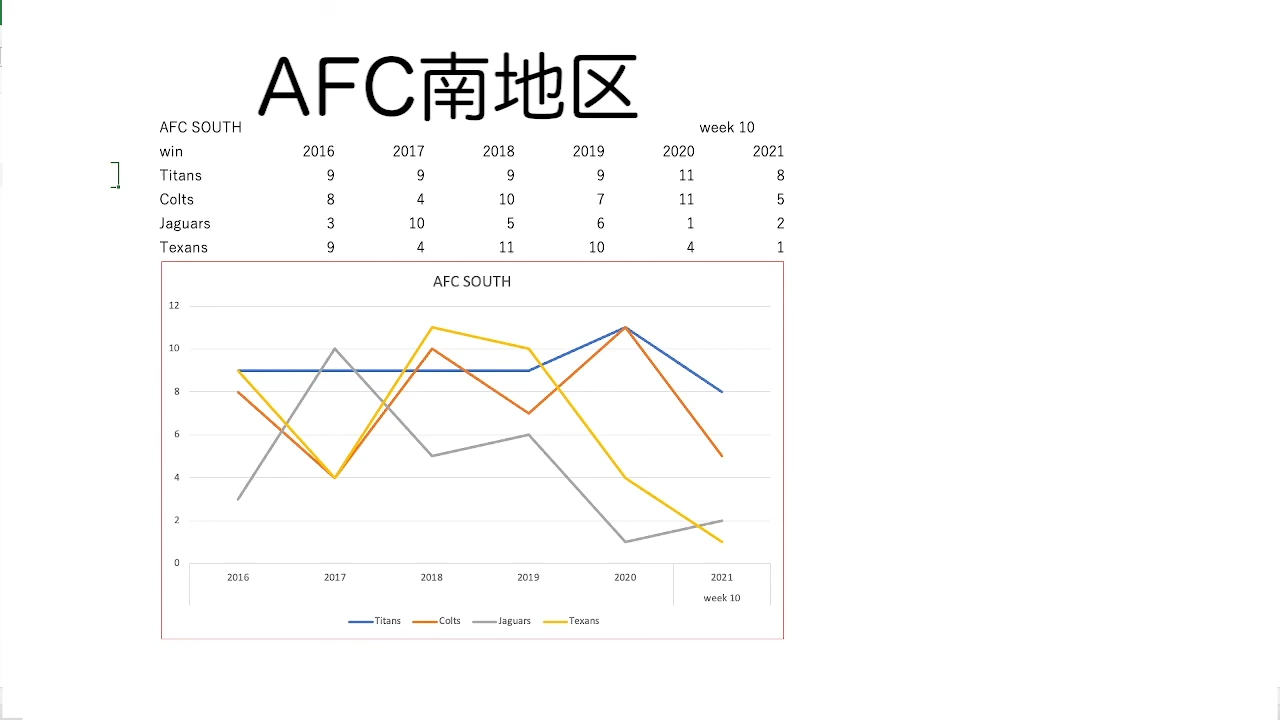 AFC南地区
AFC SOUTH week 10
win 2016 2017 2018 2019 2020 2021
Titans 9 9 9 9 11 8
Colts 8 4 10 7 11 5
Jaguars 3 10 5 6 1 2
Texans 9 4 11 10 4 1
AFC SOUTH
12
10
8
6
4
2
0
2016 2017 2018 2019 2020 2021
week 10
Titans Colts Jaguars Texans